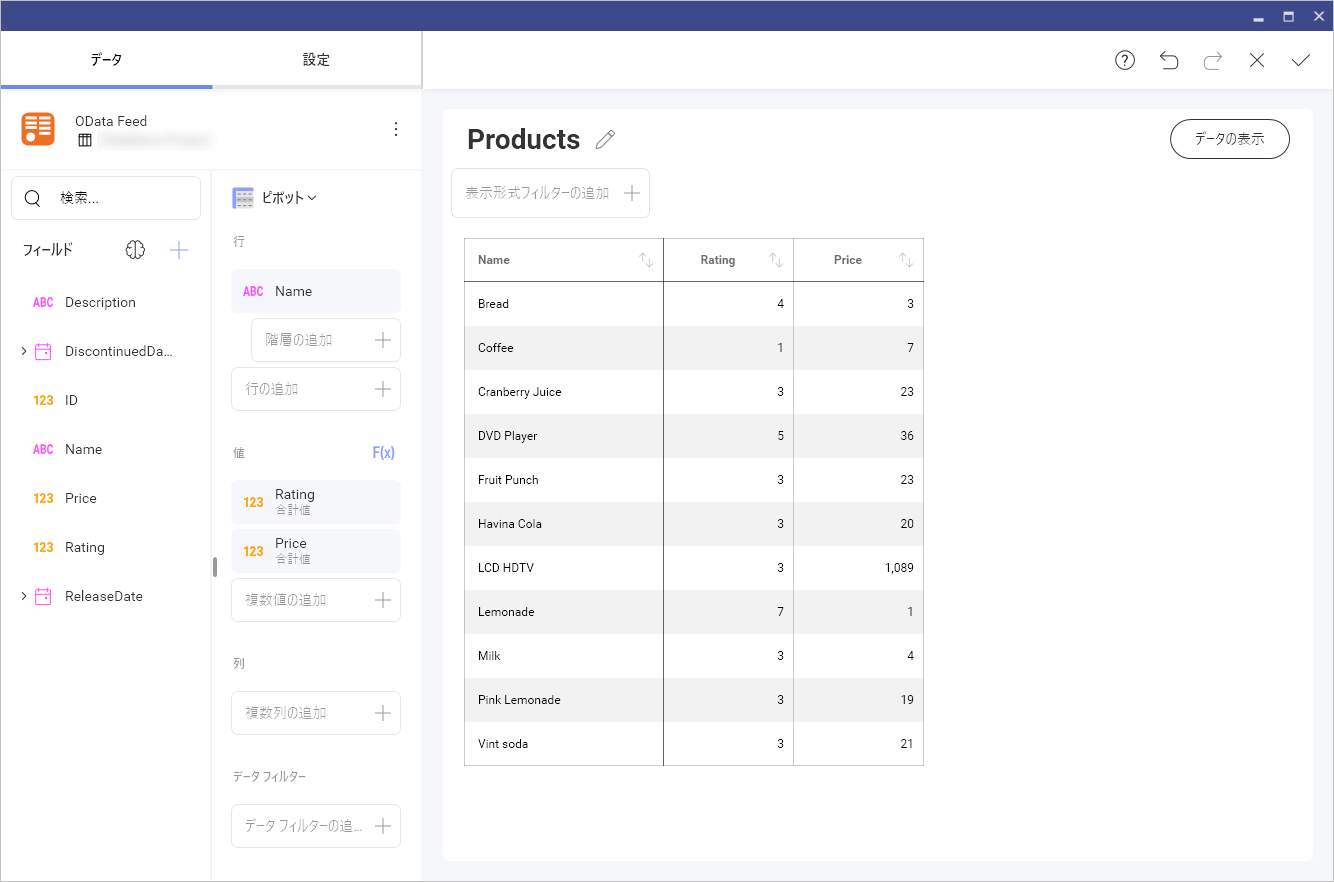 データ
設定
OData Feed
検索...
フィールド
ABC Description
DiscontinuedDa...
123 ID
ABC Name
123 Price
123 Rating
ReleaseDate
ピボット
行
ABC Name
階層の追加
行の追加
値 F(x)
123 Rating
合計値
123 Price
合計値
複数値の追加
列
複数列の追加
データ フィルター
データ フィルターの追...
Products
データの表示
表示形式フィルターの追加
Name Rating Price
Bread 4 3
Coffee 1 7
Cranberry Juice 3 23
DVD Player 5 36
Fruit Punch 3 23
Havina Cola 3 20
LCD HDTV 3 1,089
Lemonade 7 1
Milk 3 4
Pink Lemonade 3 19
Vint soda 3 21